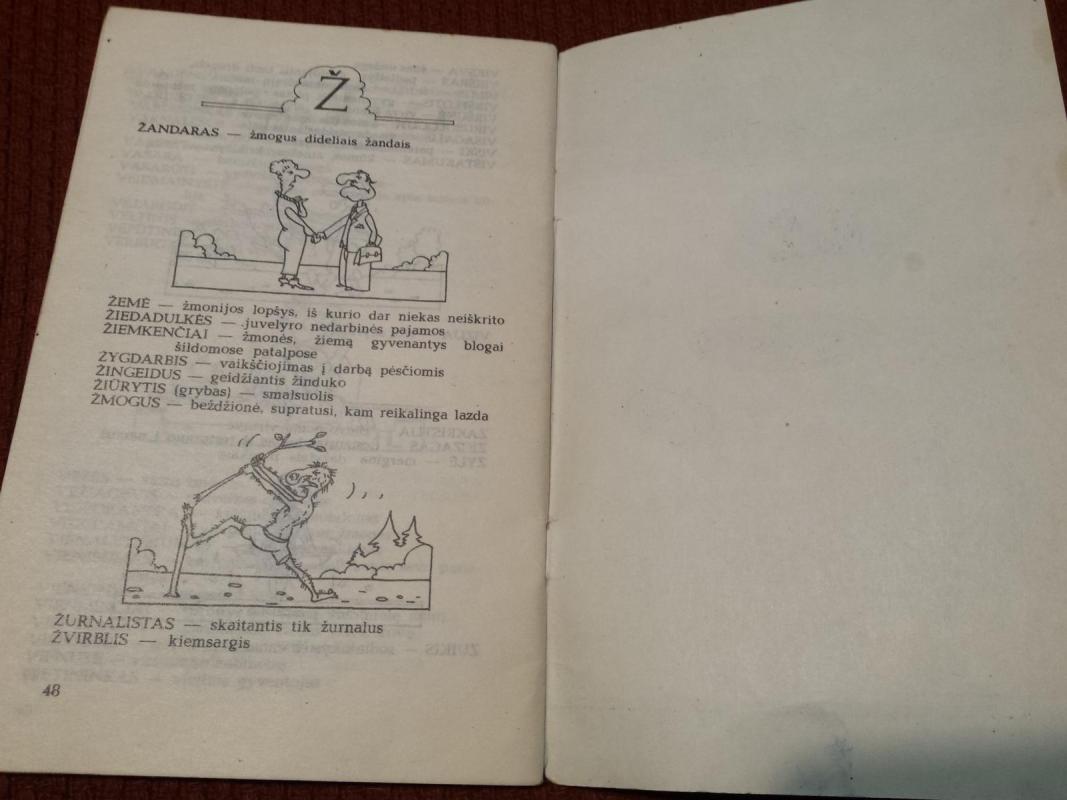 Ž
ŽANDARAS — žmogus dideliais žandais
ŽEMĖ — žmonijos lopšys, iš kurio dar niekas neiškrito
ŽIEDADULKĖS — juvelyro nedarbinės pajamos
ŽIEMKENČIAI — žmonės, žiemą gyvenantys blogai
šildomose patalpose
ŽYGDARBIS — vaikščiojimas į darbą pėsčiomis
ŽINGEIDUS — geidžiantis žinduko
ŽIŪRYTIS (grybas) — smalsuolis
ŽMOGUS — beždžionė, supratusi, kam reikalinga lazda
ŽURNALISTAS — skaitantis tik žurnalus
ŽVIRBLIS — kiemsargis
48